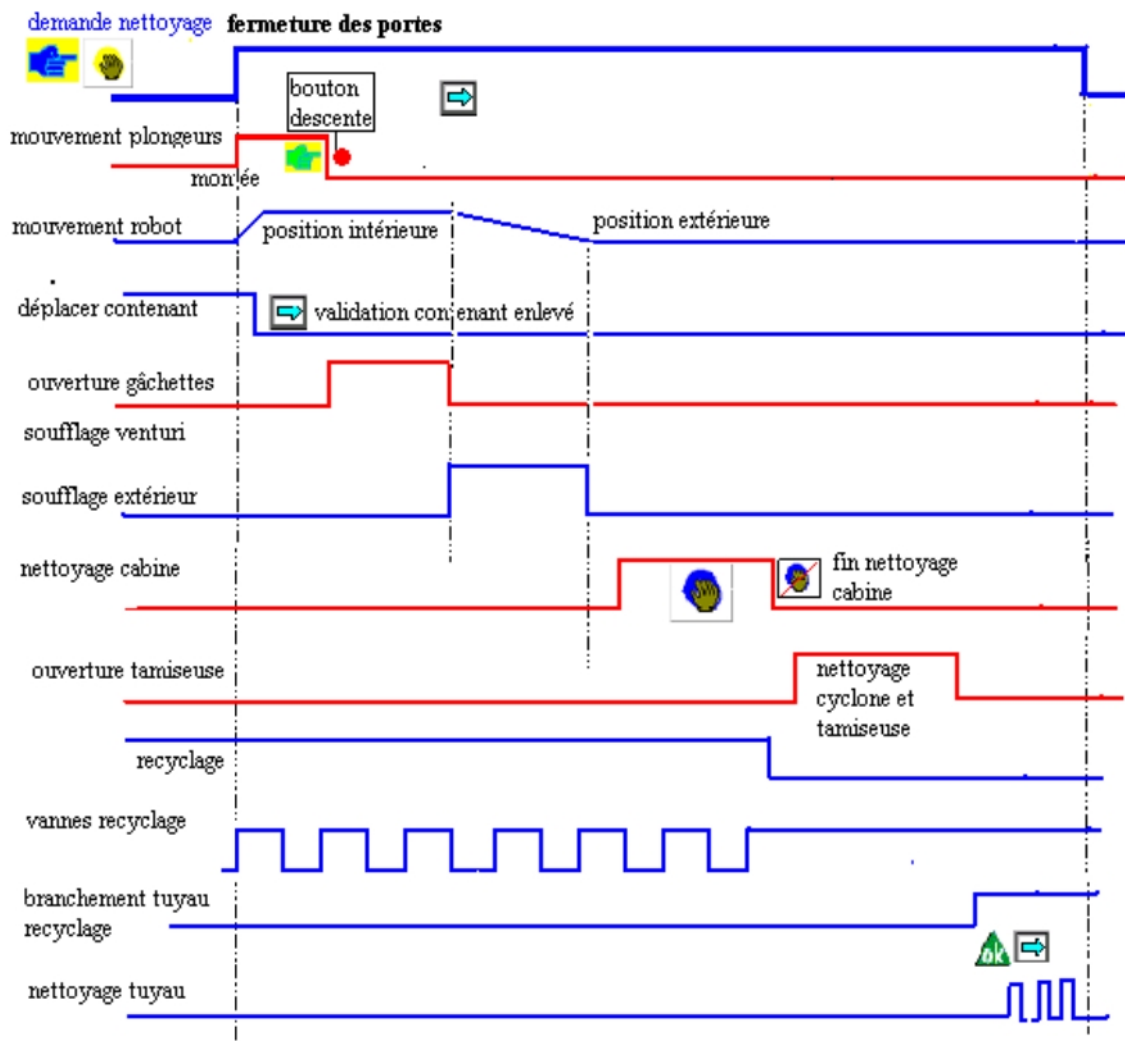 demande nettoyage fermeture des portes
bouton
descente
mouvement plongeurs
montée
mouvement robot
position intérieure
position extérieure
déplacer contenant
validation contenant enlevé
ouverture gâchettes
soufflage venturi
soufflage extérieur
nettoyage cabine
fin nettoyage
cabine
ouverture tamiseuse
nettoyage
cyclone et
tamiseuse
recyclage
vannes recyclage
branchement tuyau
recyclage
ok
nettoyage tuyau